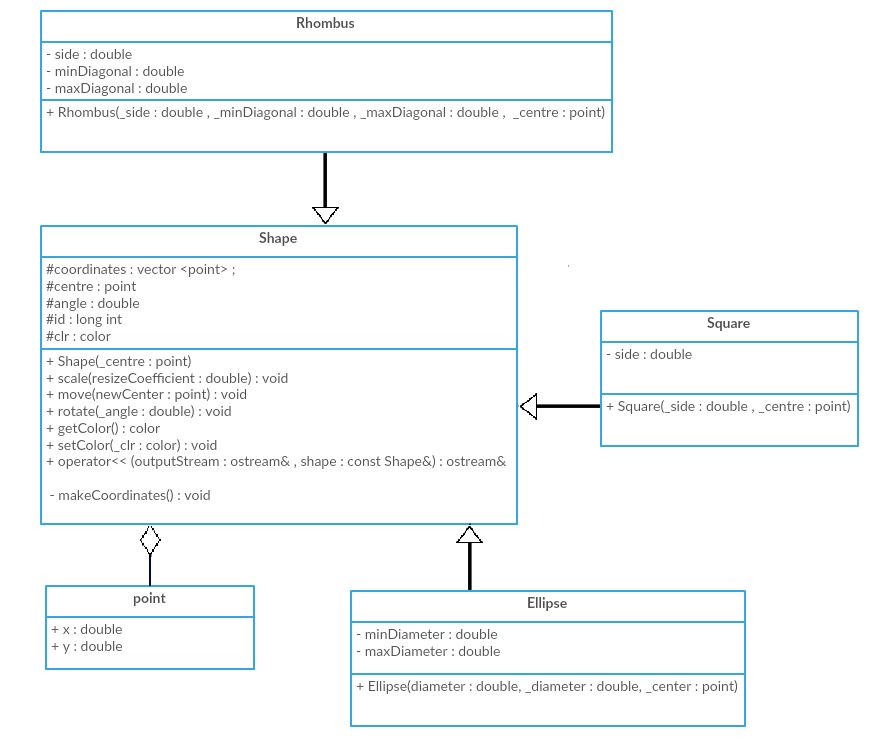 Rhombus
- side : double
- minDiagonal : double
- maxDiagonal : double
+ Rhombus(_side : double , _minDiagonal : double , _maxDiagonal : double ,  _centre : point)
Shape
#coordinates : vector <point> ;
#centre : point
#angle : double
#id : long int
#clr : color
+ Shape(_centre : point)
+ scale(resizeCoefficient : double) : void
+ move(newCenter : point) : void
+ rotate(_angle : double) : void
+ getColor() : color
+ setColor(_clr : color) : void
+ operator<< (outputStream : ostream& , shape : const Shape&) : ostream&
- makeCoordinates() : void
Square
- side : double
+ Square(_side : double , _centre : point)
point
+ x : double
+ y : double
Ellipse
- minDiameter : double
- maxDiameter : double
+ Ellipse(diameter : double, _diameter : double, _center : point)